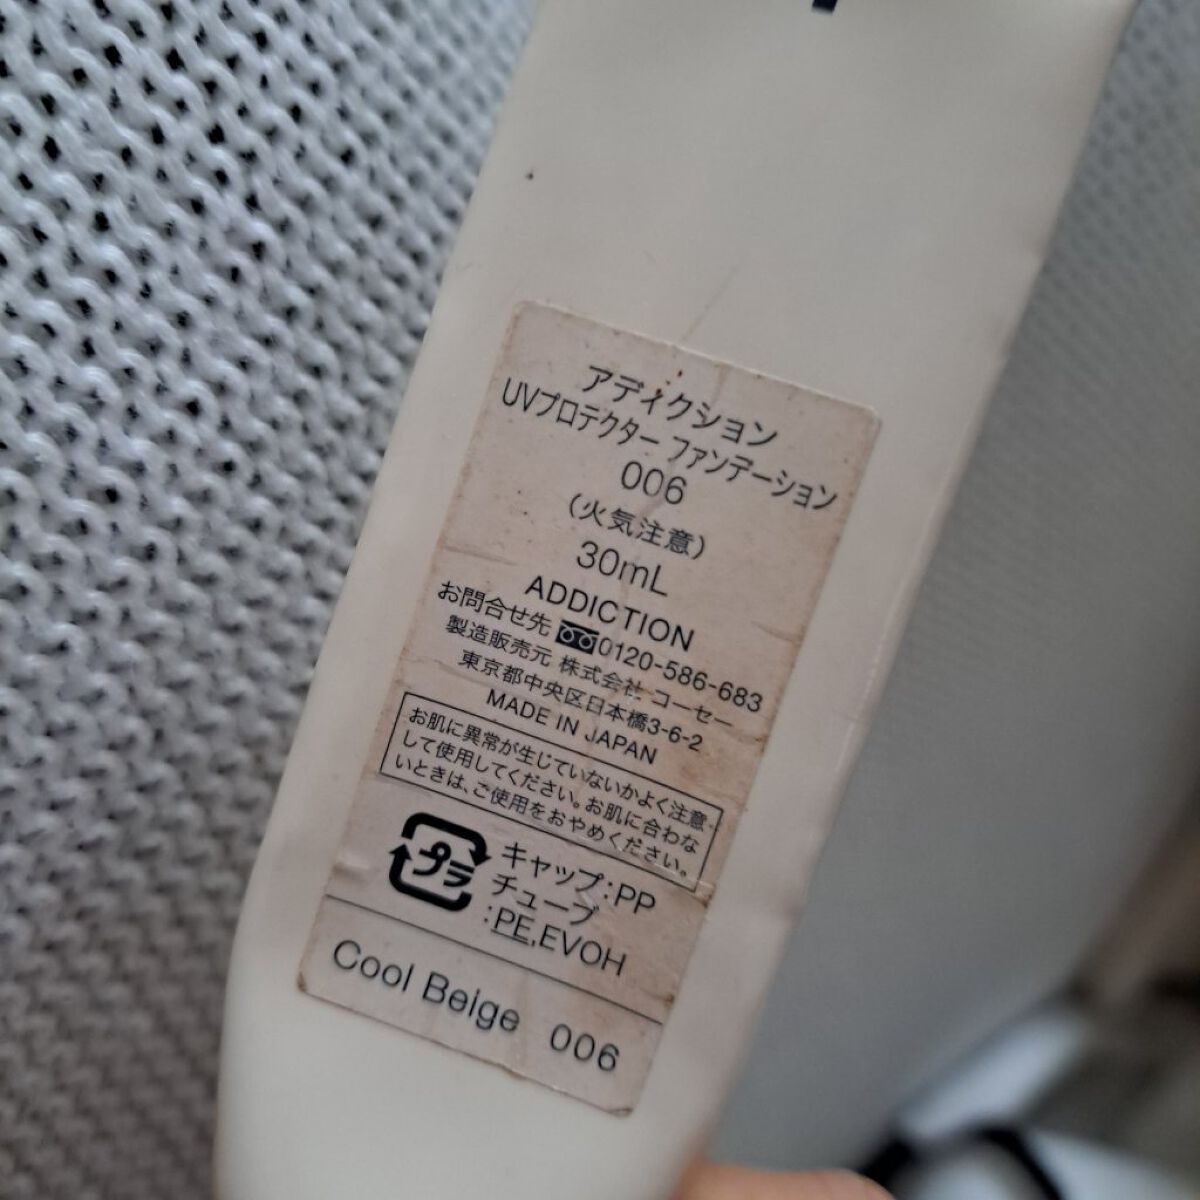 アディクション
UVプロテクター ファンデーション
006
(火気注意)
30mL
ADDICTION
お問合せ先 0120-586-683
製造販売元 株式会社 コーセー
東京都中央区日本橋3-6-2
MADE IN JAPAN
お肌に異常が生じていないかよく注意
して使用してください。お肌に合わな
いときは、ご使用をおやめください。
プラ
キャップ:PP
チューブ
:PE,EVOH
Cool Beige 006